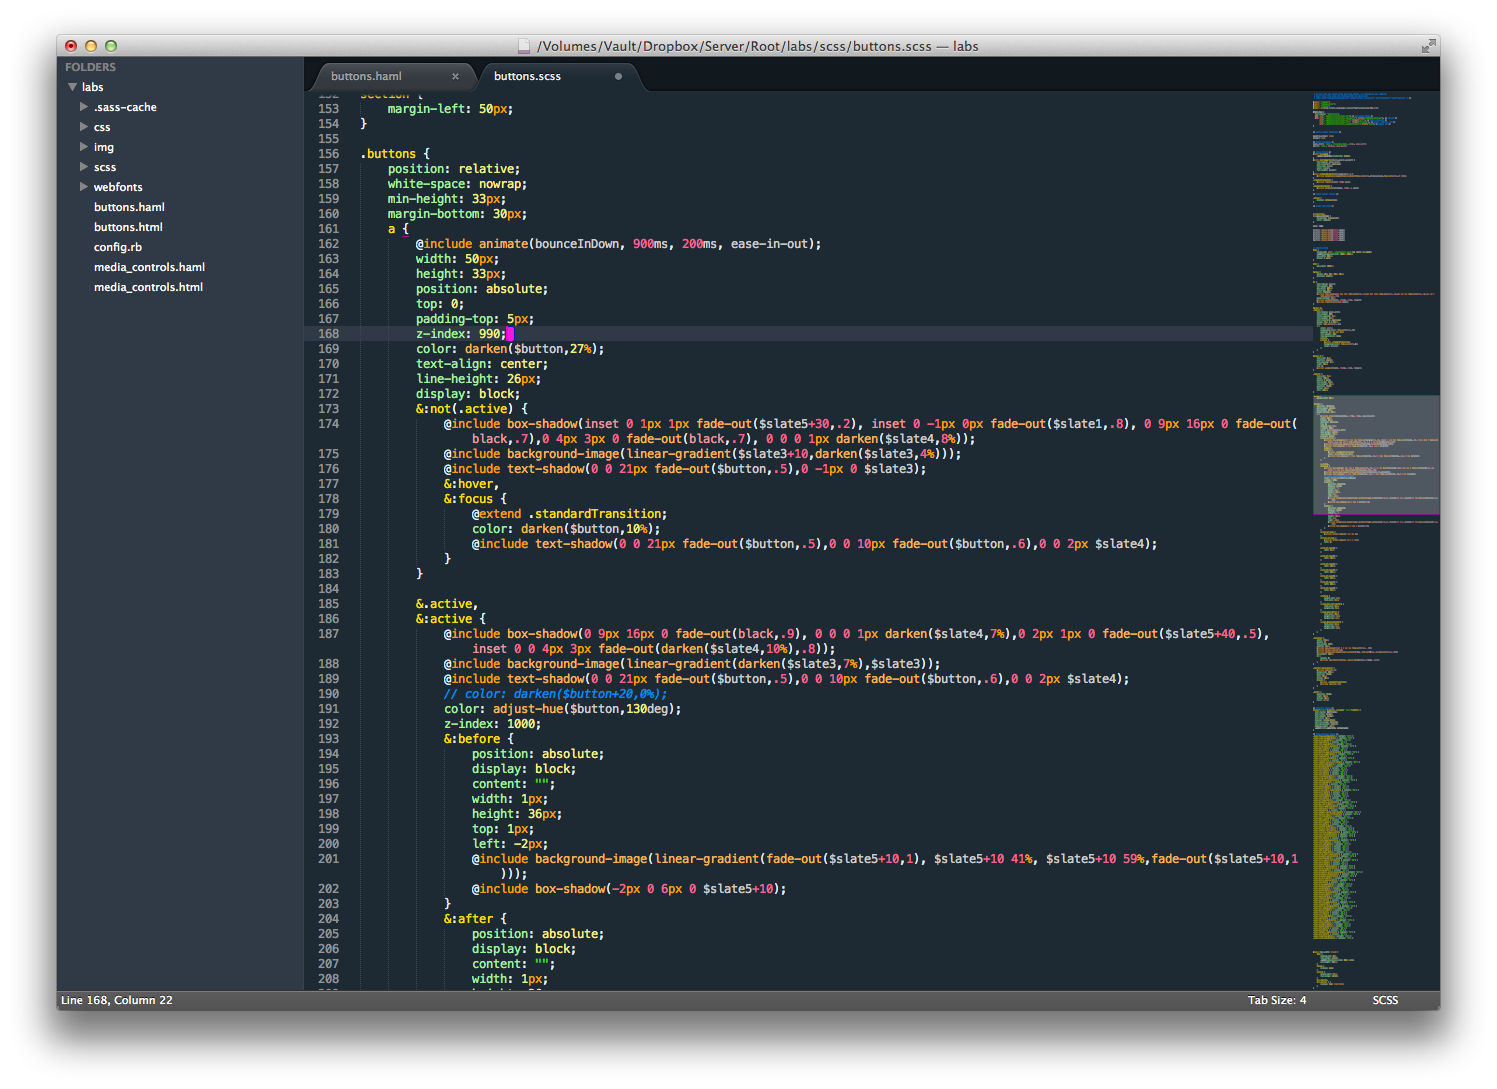 /Volumes/Vault/Dropbox/Server/Root/labs/scss/buttons.scss — labs
FOLDERS
labs
.sass-cache
css
img
scss
webfonts
buttons.haml
buttons.html
config.rb
media_controls.haml
media_controls.html
buttons.haml ×
buttons.scss
152 section {
153 margin-left: 50px;
154 }
155
156 .buttons {
157 position: relative;
158 white-space: nowrap;
159 min-height: 33px;
160 margin-bottom: 30px;
161 a {
162 @include animate(bounceInDown, 900ms, 200ms, ease-in-out);
163 width: 50px;
164 height: 33px;
165 position: absolute;
166 top: 0;
167 padding-top: 5px;
168 z-index: 990;
169 color: darken($button,27%);
170 text-align: center;
171 line-height: 26px;
172 display: block;
173 &:not(.active) {
174 @include box-shadow(inset 0 1px 1px fade-out($slate5+30,.2), inset 0 -1px 0px fade-out($slate1,.8), 0 9px 16px 0 fade-out(
black,.7),0 4px 3px 0 fade-out(black,.7), 0 0 0 1px darken($slate4,8%));
175 @include background-image(linear-gradient($slate3+10,darken($slate3,4%)));
176 @include text-shadow(0 0 21px fade-out($button,.5),0 -1px 0 $slate3);
177 &:hover,
178 &:focus {
179 @extend .standardTransition;
180 color: darken($button,10%);
181 @include text-shadow(0 0 21px fade-out($button,.5),0 0 10px fade-out($button,.6),0 0 2px $slate4);
182 }
183 }
184
185 &.active,
186 &:active {
187 @include box-shadow(0 9px 16px 0 fade-out(black,.9), 0 0 0 1px darken($slate4,7%),0 2px 1px 0 fade-out($slate5+40,.5),
inset 0 0 4px 3px fade-out(darken($slate4,10%),.8));
188 @include background-image(linear-gradient(darken($slate3,7%),$slate3));
189 @include text-shadow(0 0 21px fade-out($button,.5),0 0 10px fade-out($button,.6),0 0 2px $slate4);
190 // color: darken($button+20,0%);
191 color: adjust-hue($button,130deg);
192 z-index: 1000;
193 &:before {
194 position: absolute;
195 display: block;
196 content: "";
197 width: 1px;
198 height: 36px;
199 top: 1px;
200 left: -2px;
201 @include background-image(linear-gradient(fade-out($slate5+10,1), $slate5+10 41%, $slate5+10 59%,fade-out($slate5+10,1
)));
202 @include box-shadow(-2px 0 6px 0 $slate5+10);
203 }
204 &:after {
205 position: absolute;
206 display: block;
207 content: "";
208 width: 1px;
Line 168, Column 22
Tab Size: 4
SCSS